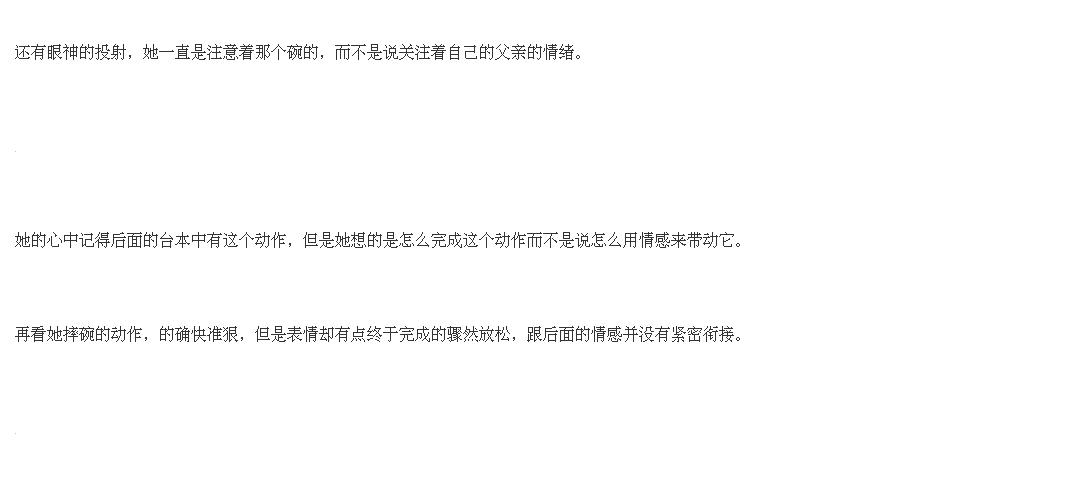 还有眼神的投射，她一直是注意着那个碗的，而不是说关注着自己的父亲的情绪。
她的心中记得后面的台本中有这个动作，但是她想的是怎么完成这个动作而不是说怎么用情感来带动它。
再看她摔碗的动作，的确快准狠，但是表情却有点终于完成的骤然放松，跟后面的情感并没有紧密衔接。